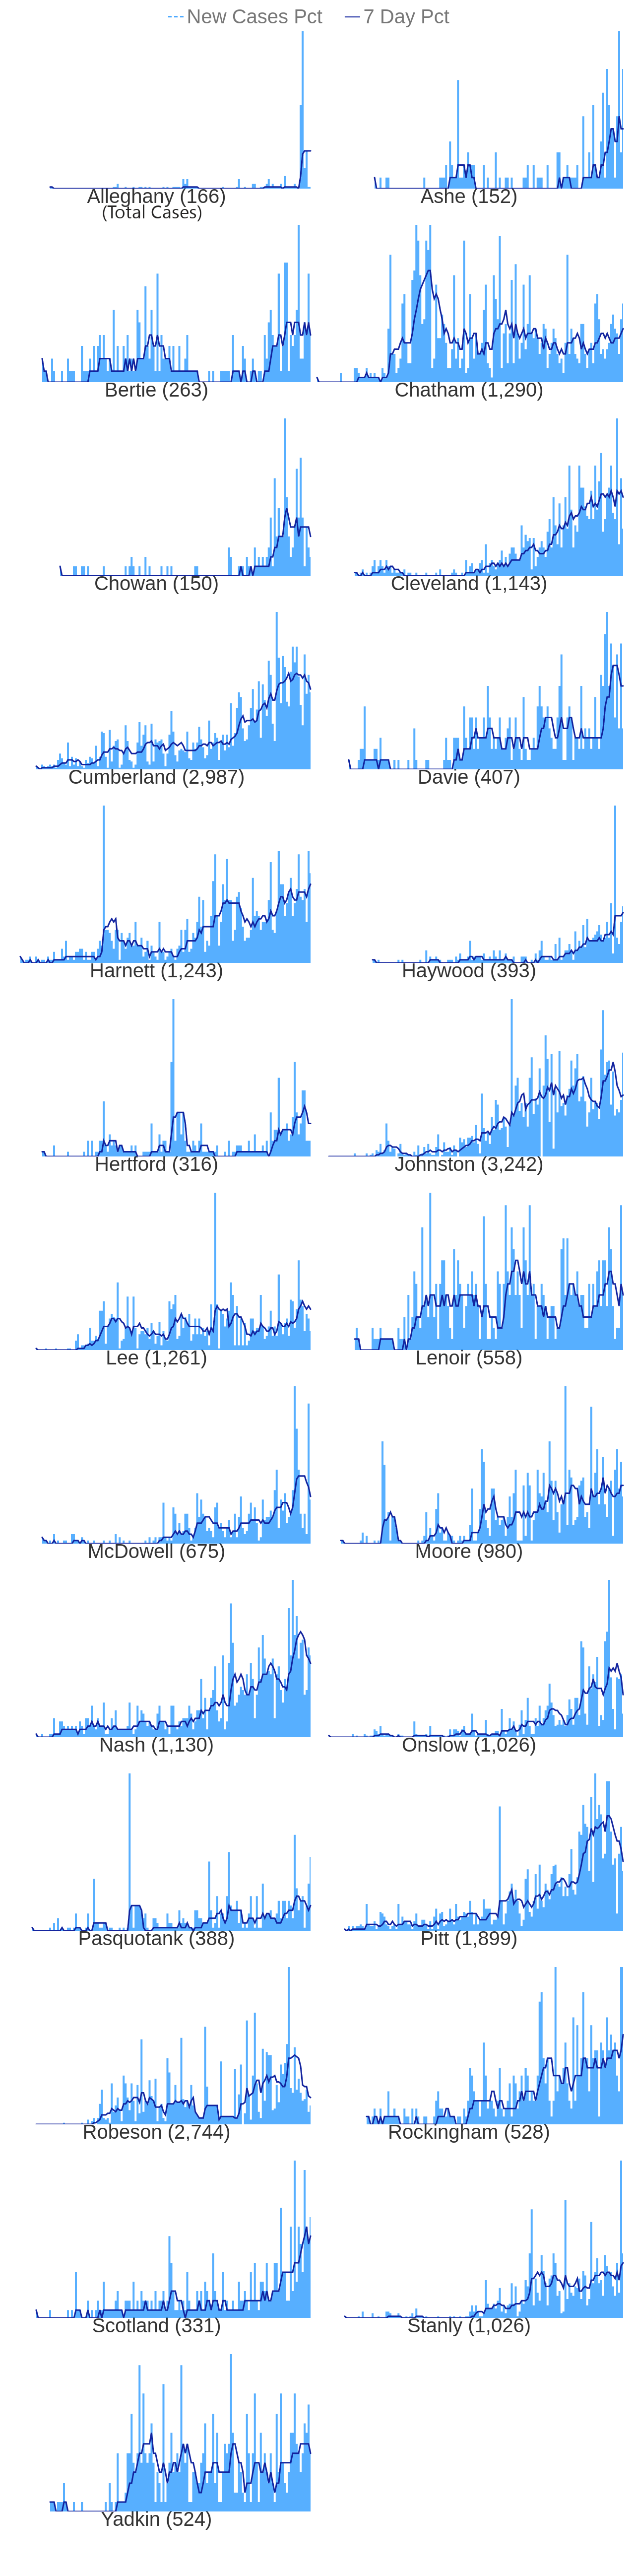 New Cases Pct 7 Day Pct
Alleghany (166) Ashe (152)
(Total Cases)
Bertie (263) Chatham (1,290)
Chowan (150) Cleveland (1,143)
Cumberland (2,987) Davie (407)
Harnett (1,243) Haywood (393)
Hertford (316) Johnston (3,242)
Lee (1,261) Lenoir (558)
McDowell (675) Moore (980)
Nash (1,130) Onslow (1,026)
Pasquotank (388) Pitt (1,899)
Robeson (2,744) Rockingham (528)
Scotland (331) Stanly (1,026)
Yadkin (524)